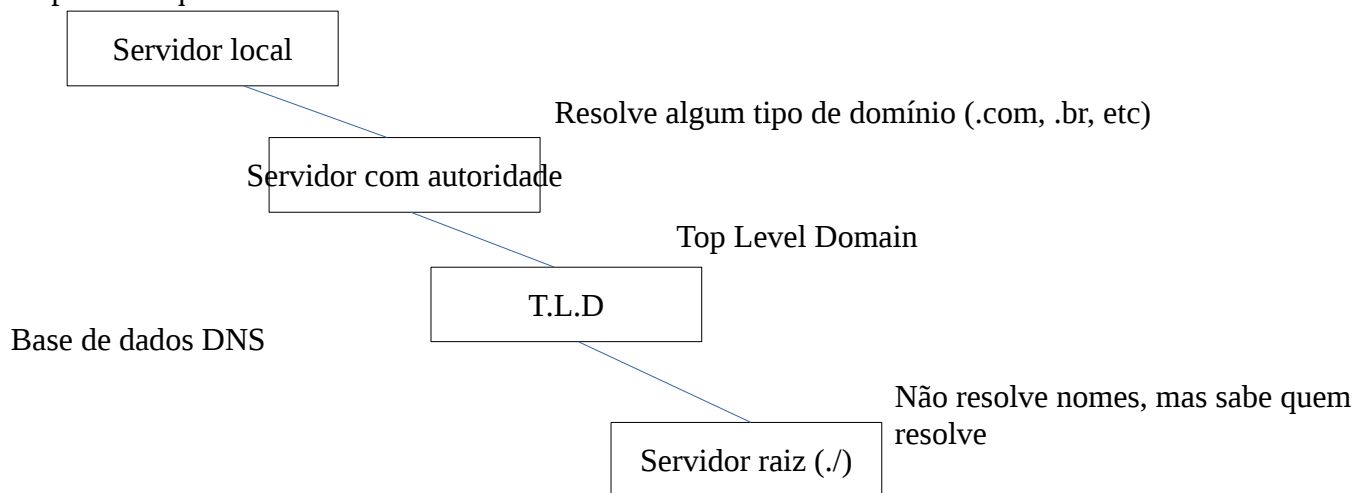 Servidor local
Resolve algum tipo de domínio (.com, .br, etc)
Servidor com autoridade
Top Level Domain
T.L.D
Base de dados DNS
Não resolve nomes, mas sabe quem
resolve
Servidor raiz (./)